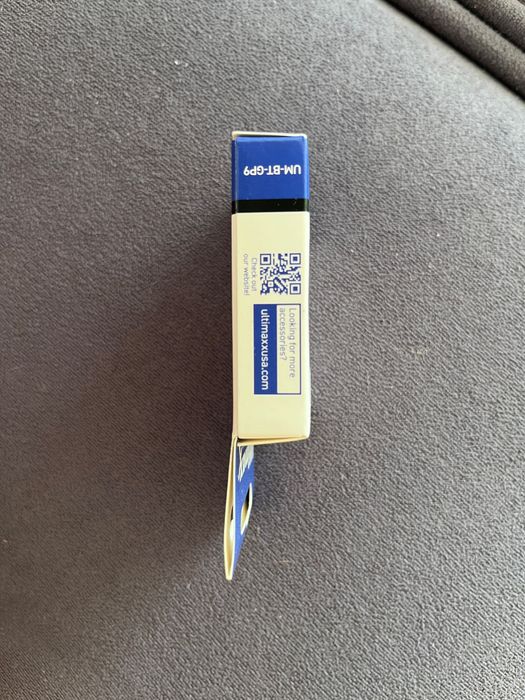 UM-BT-GP9
Check out
our website!
Looking for more
accessories?
ultimaxxusa.com